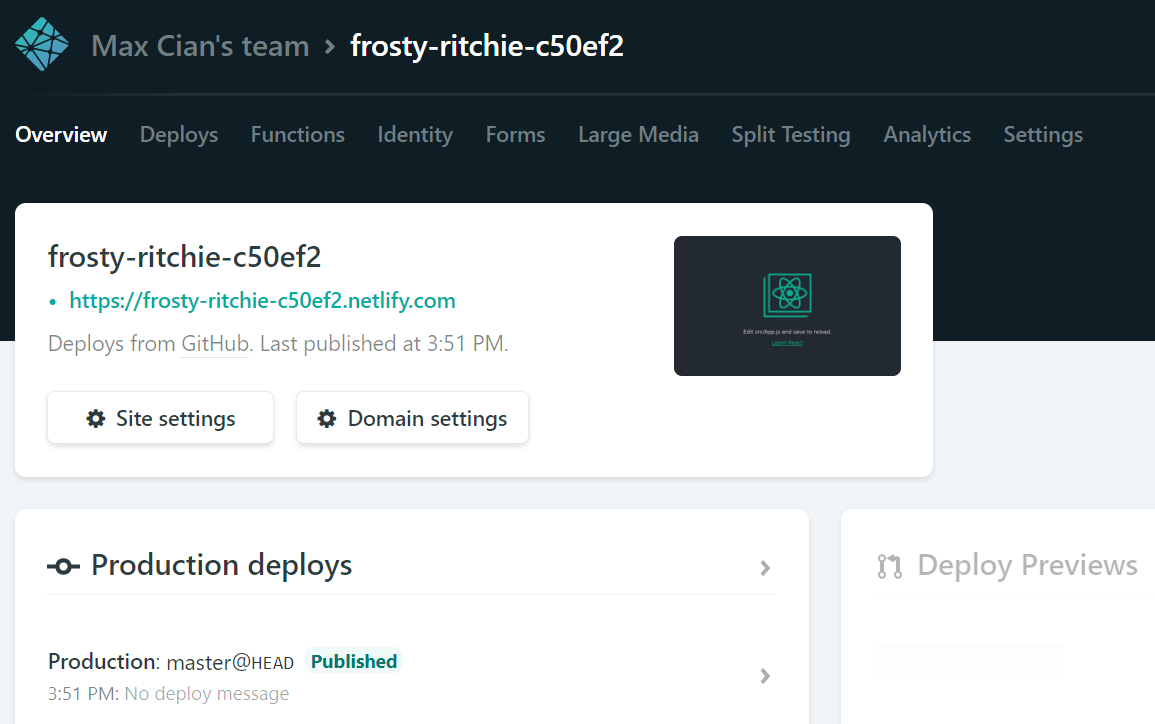 Max Cian's team > frosty-ritchie-c50ef2
Overview Deploys Functions Identity Forms Large Media Split Testing Analytics Settings
frosty-ritchie-c50ef2
• https://frosty-ritchie-c50ef2.netlify.com
Deploys from GitHub. Last published at 3:51 PM.
Edit src/App.js and save to reload.
Learn React
Site settings Domain settings
Production deploys
Deploy Previews
Production: master@HEAD Published
3:51 PM: No deploy message